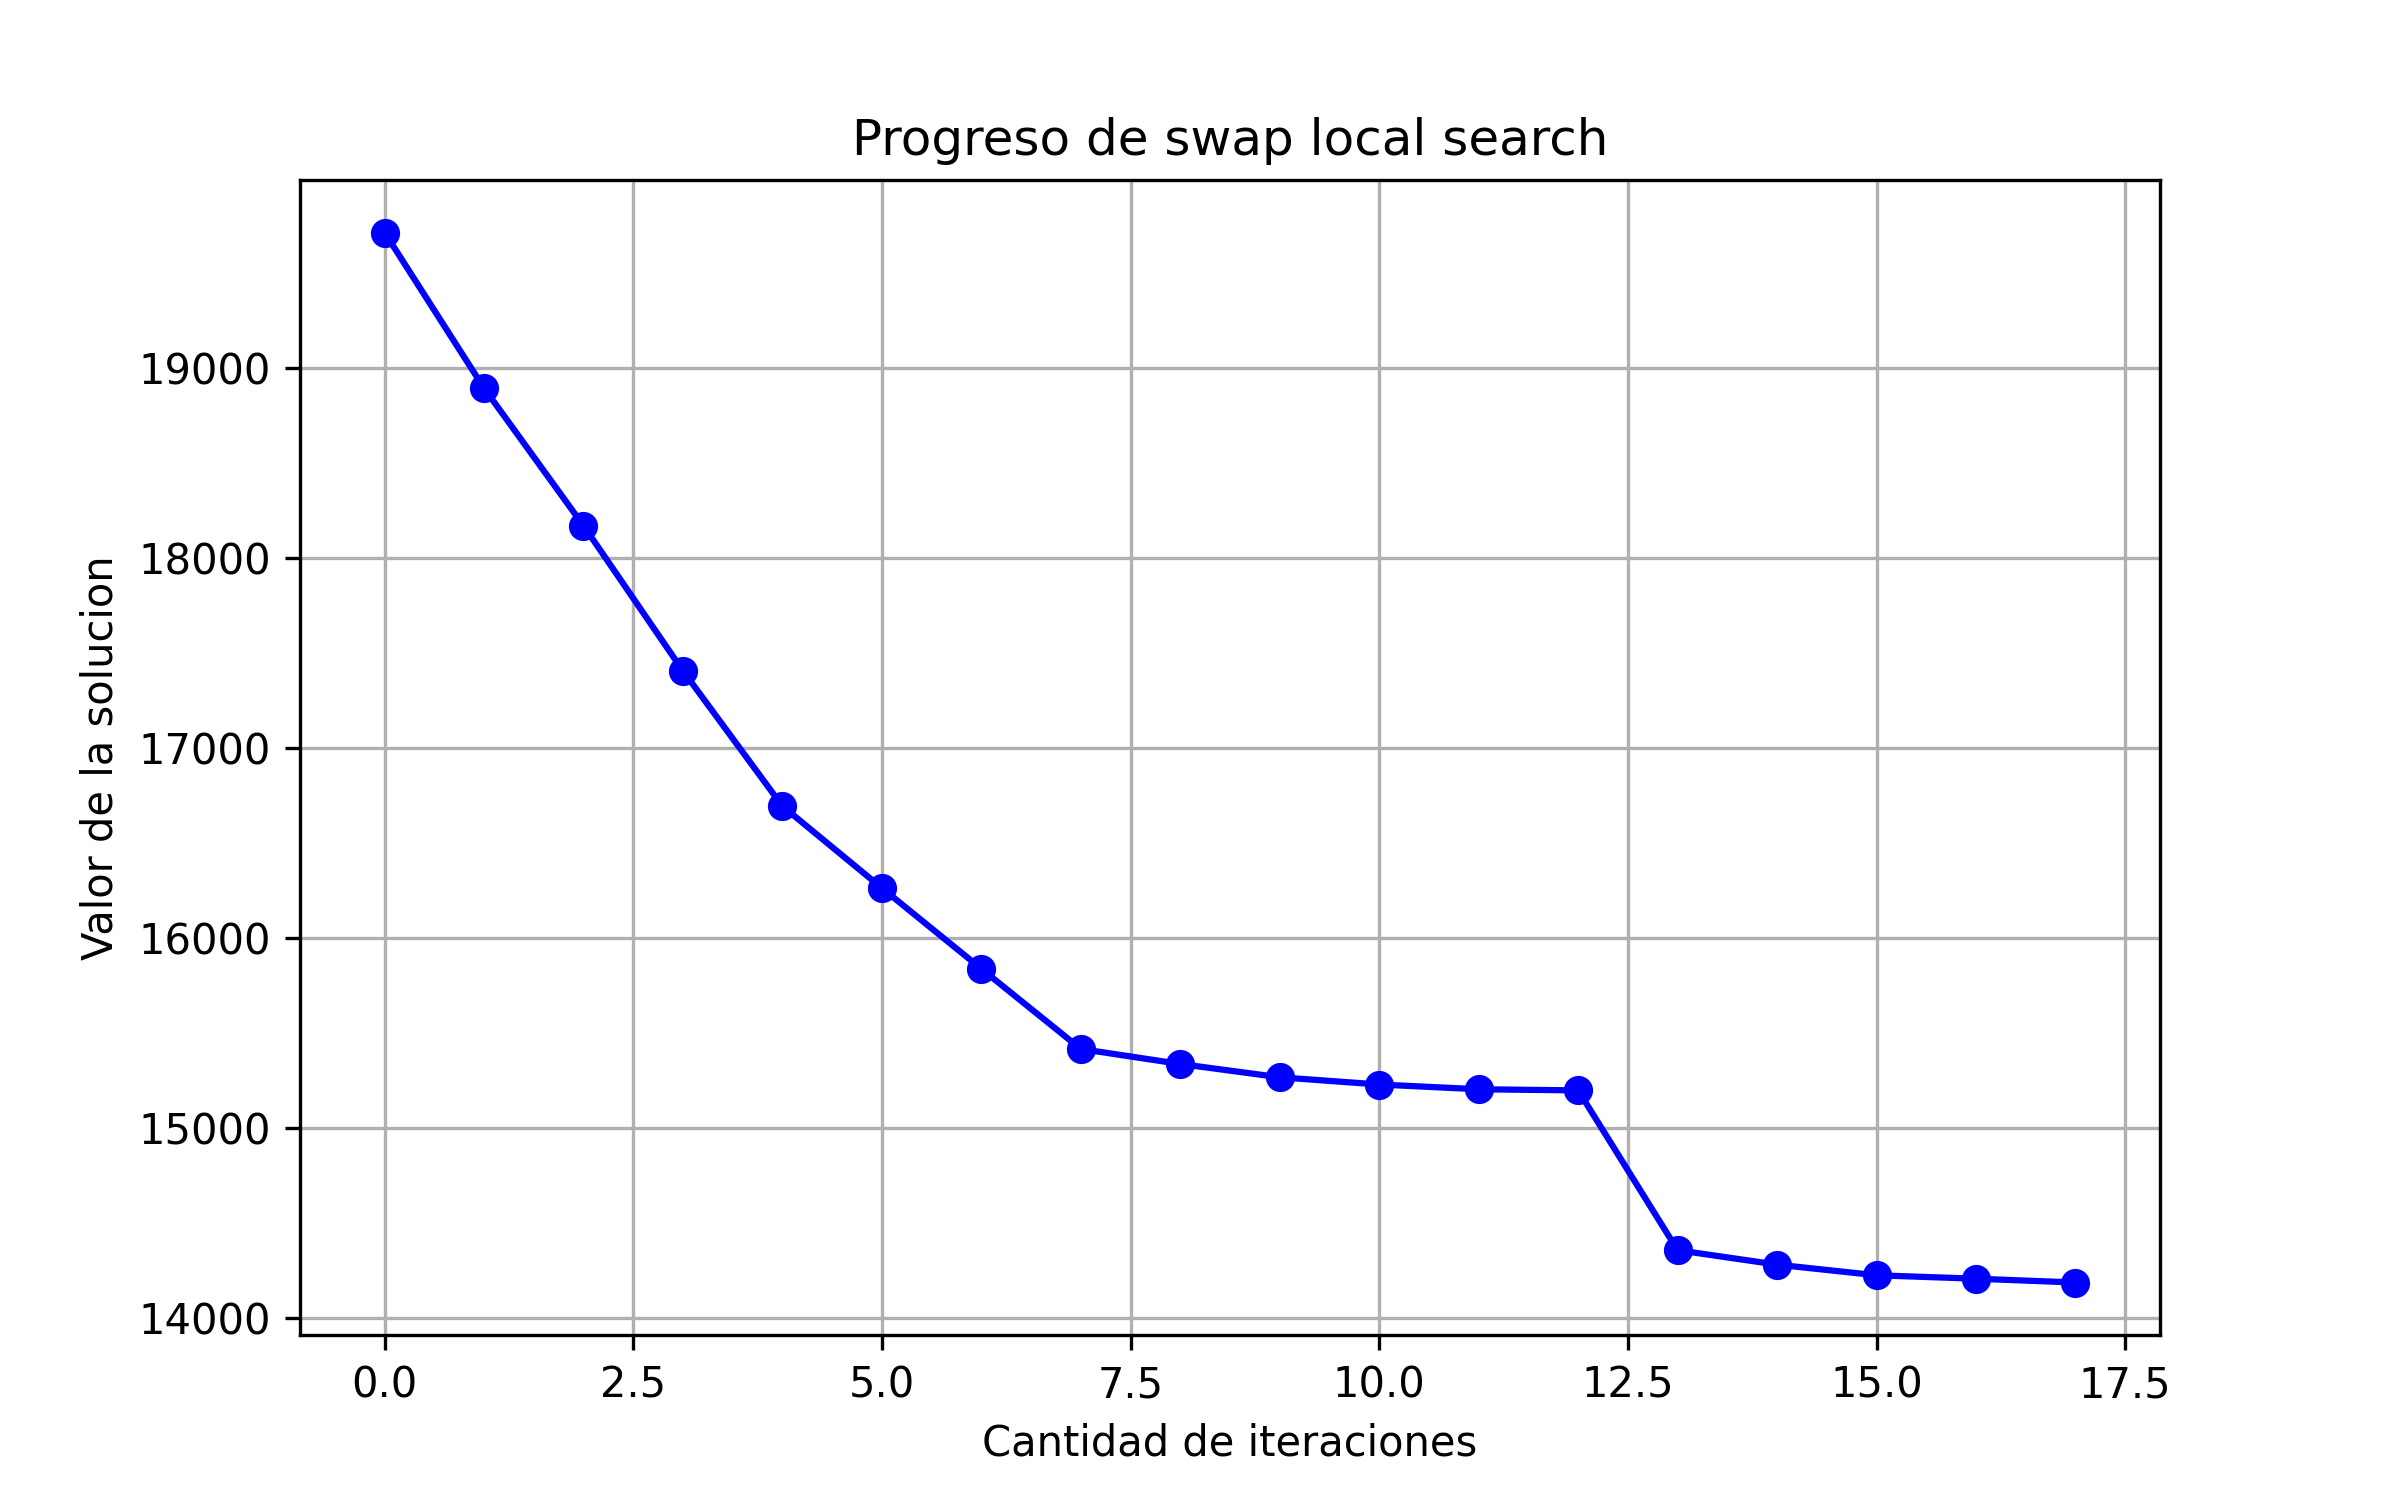 Progreso de swap local search
Valor de la solucion
19000
18000
17000
16000
15000
14000
0.0 2.5 5.0 7.5 10.0 12.5 15.0 17.5
Cantidad de iteraciones